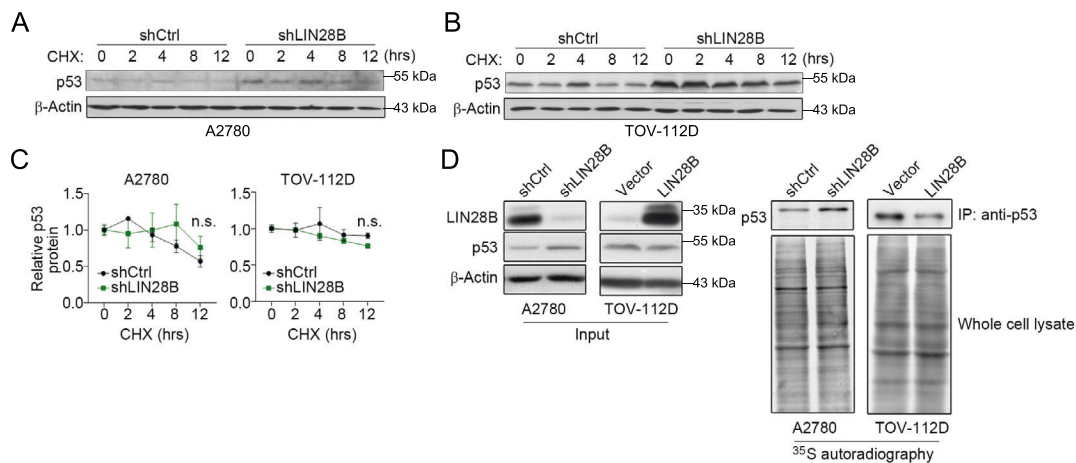 A
shCtrl shLIN28B
CHX: 0 2 4 8 12 0 2 4 8 12 (hrs)
p53 55 kDa
β-Actin 43 kDa
A2780
B
shCtrl shLIN28B
CHX: 0 2 4 8 12 0 2 4 8 12 (hrs)
p53 55 kDa
β-Actin 43 kDa
TOV-112D
C
A2780
Relative p53
protein
1.5
1.0
0.5
0.0
n.s.
shCtrl
shLIN28B
0 2 4 8 12
CHX (hrs)
TOV-112D
1.5
1.0
0.5
0.0
n.s.
shCtrl
shLIN28B
0 2 4 8 12
CHX (hrs)
D
shCtrl shLIN28B Vector LIN28B
LIN28B 35 kDa
p53 55 kDa
β-Actin 43 kDa
A2780 TOV-112D
Input
shCtrl shLIN28B Vector LIN28B
p53 IP: anti-p53
Whole cell lysate
A2780 TOV-112D
³⁵S autoradiography